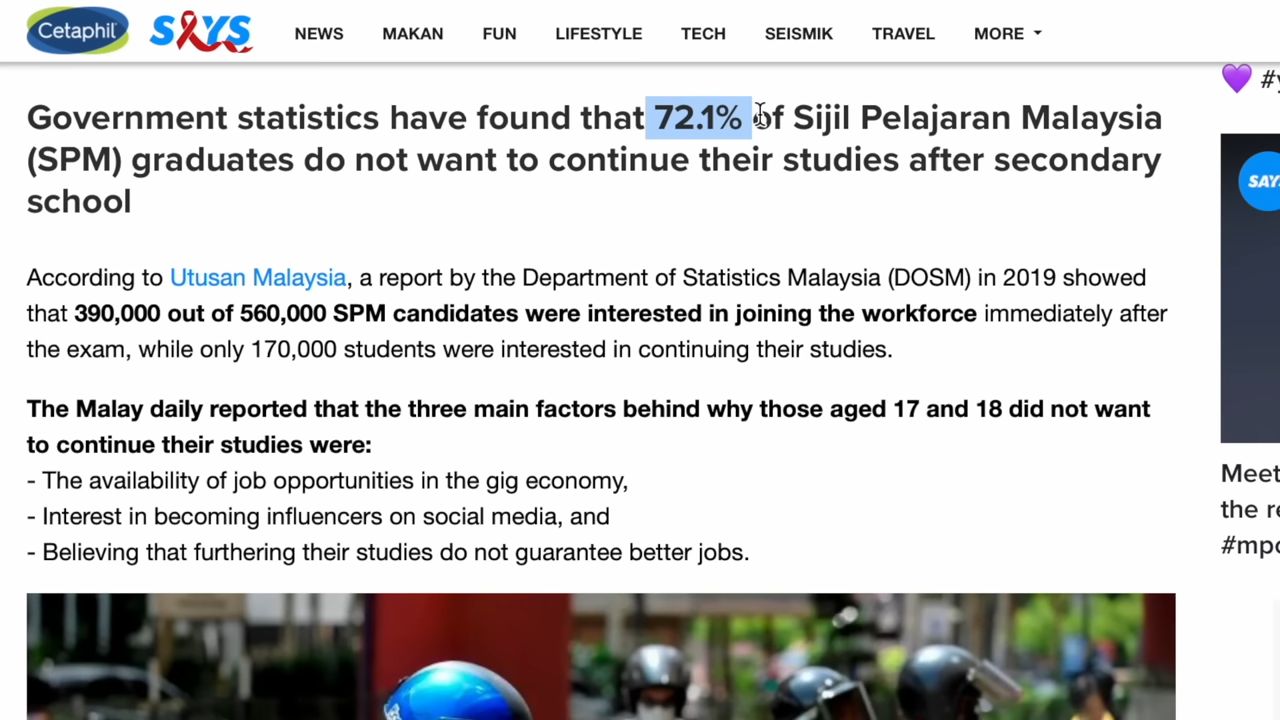 Cetaphil SAYS NEWS MAKAN FUN LIFESTYLE TECH SEISMIK TRAVEL MORE
Government statistics have found that 72.1% of Sijil Pelajaran Malaysia
(SPM) graduates do not want to continue their studies after secondary
school
According to Utusan Malaysia, a report by the Department of Statistics Malaysia (DOSM) in 2019 showed
that 390,000 out of 560,000 SPM candidates were interested in joining the workforce immediately after
the exam, while only 170,000 students were interested in continuing their studies.
The Malay daily reported that the three main factors behind why those aged 17 and 18 did not want
to continue their studies were:
- The availability of job opportunities in the gig economy,
- Interest in becoming influencers on social media, and
- Believing that furthering their studies do not guarantee better jobs.
SAYS
Meet
the